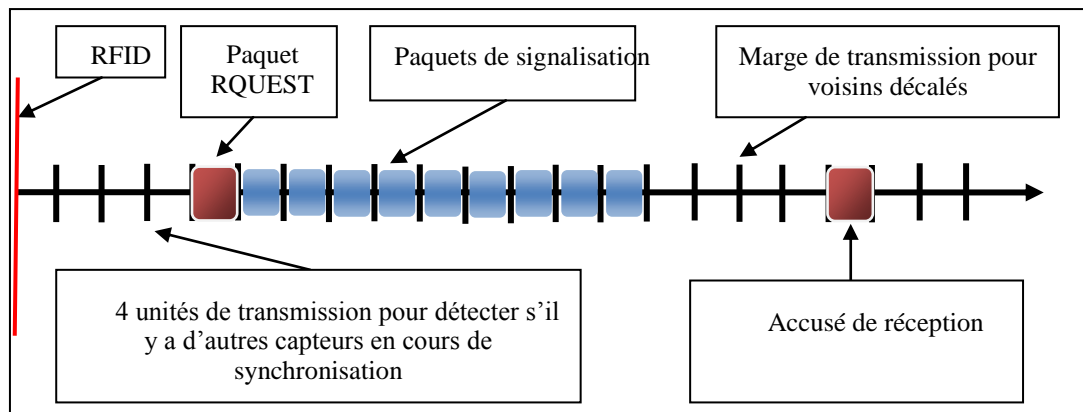 RFID
Paquet
RQUEST
Paquets de signalisation
Marge de transmission pour
voisins décalés
4 unités de transmission pour détecter s'il
y a d'autres capteurs en cours de
synchronisation
Accusé de réception